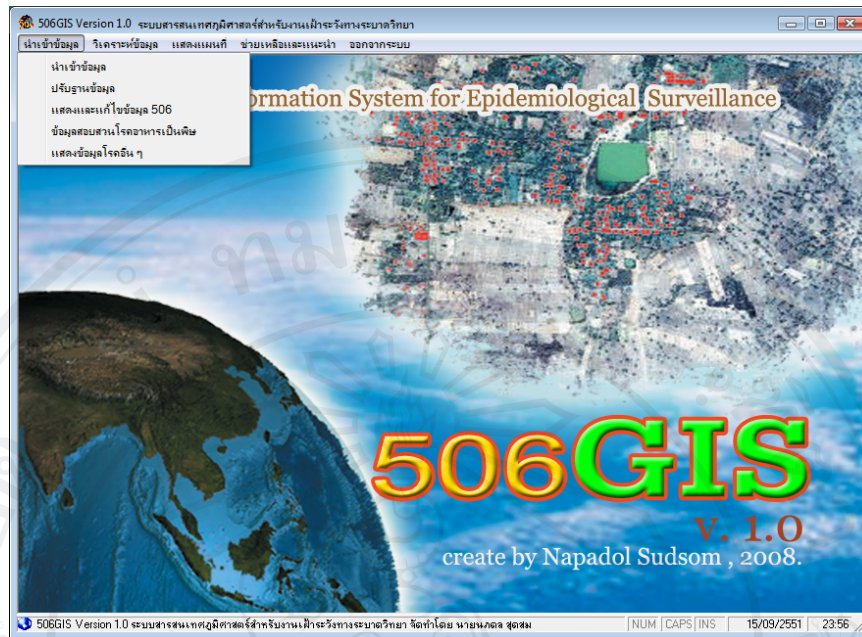 506GIS Version 1.0 ระบบสารสนเทศภูมิศาสตร์สำหรับงานเฝ้าระวังทางระบาดวิทยา
นำเข้าข้อมูล วิเคราะห์ข้อมูล แสดงแผนที่ ช่วยเหลือและแนะนำ ออกจากระบบ
นำเข้าข้อมูล
ปรับฐานข้อมูล
แสดงและแก้ไขข้อมูล 506
ข้อมูลสอบสวนโรคอาหารเป็นพิษ
แสดงข้อมูลโรคอื่น ๆ
ormation System for Epidemiological Surveillance
506GIS
v. 1.0
create by Napadol Sudsom , 2008.
506GIS Version 1.0 ระบบสารสนเทศภูมิศาสตร์สำหรับงานเฝ้าระวังทางระบาดวิทยา จัดทำโดย นายนภดล สุดสม NUM CAPS INS 15/09/2551 23:56